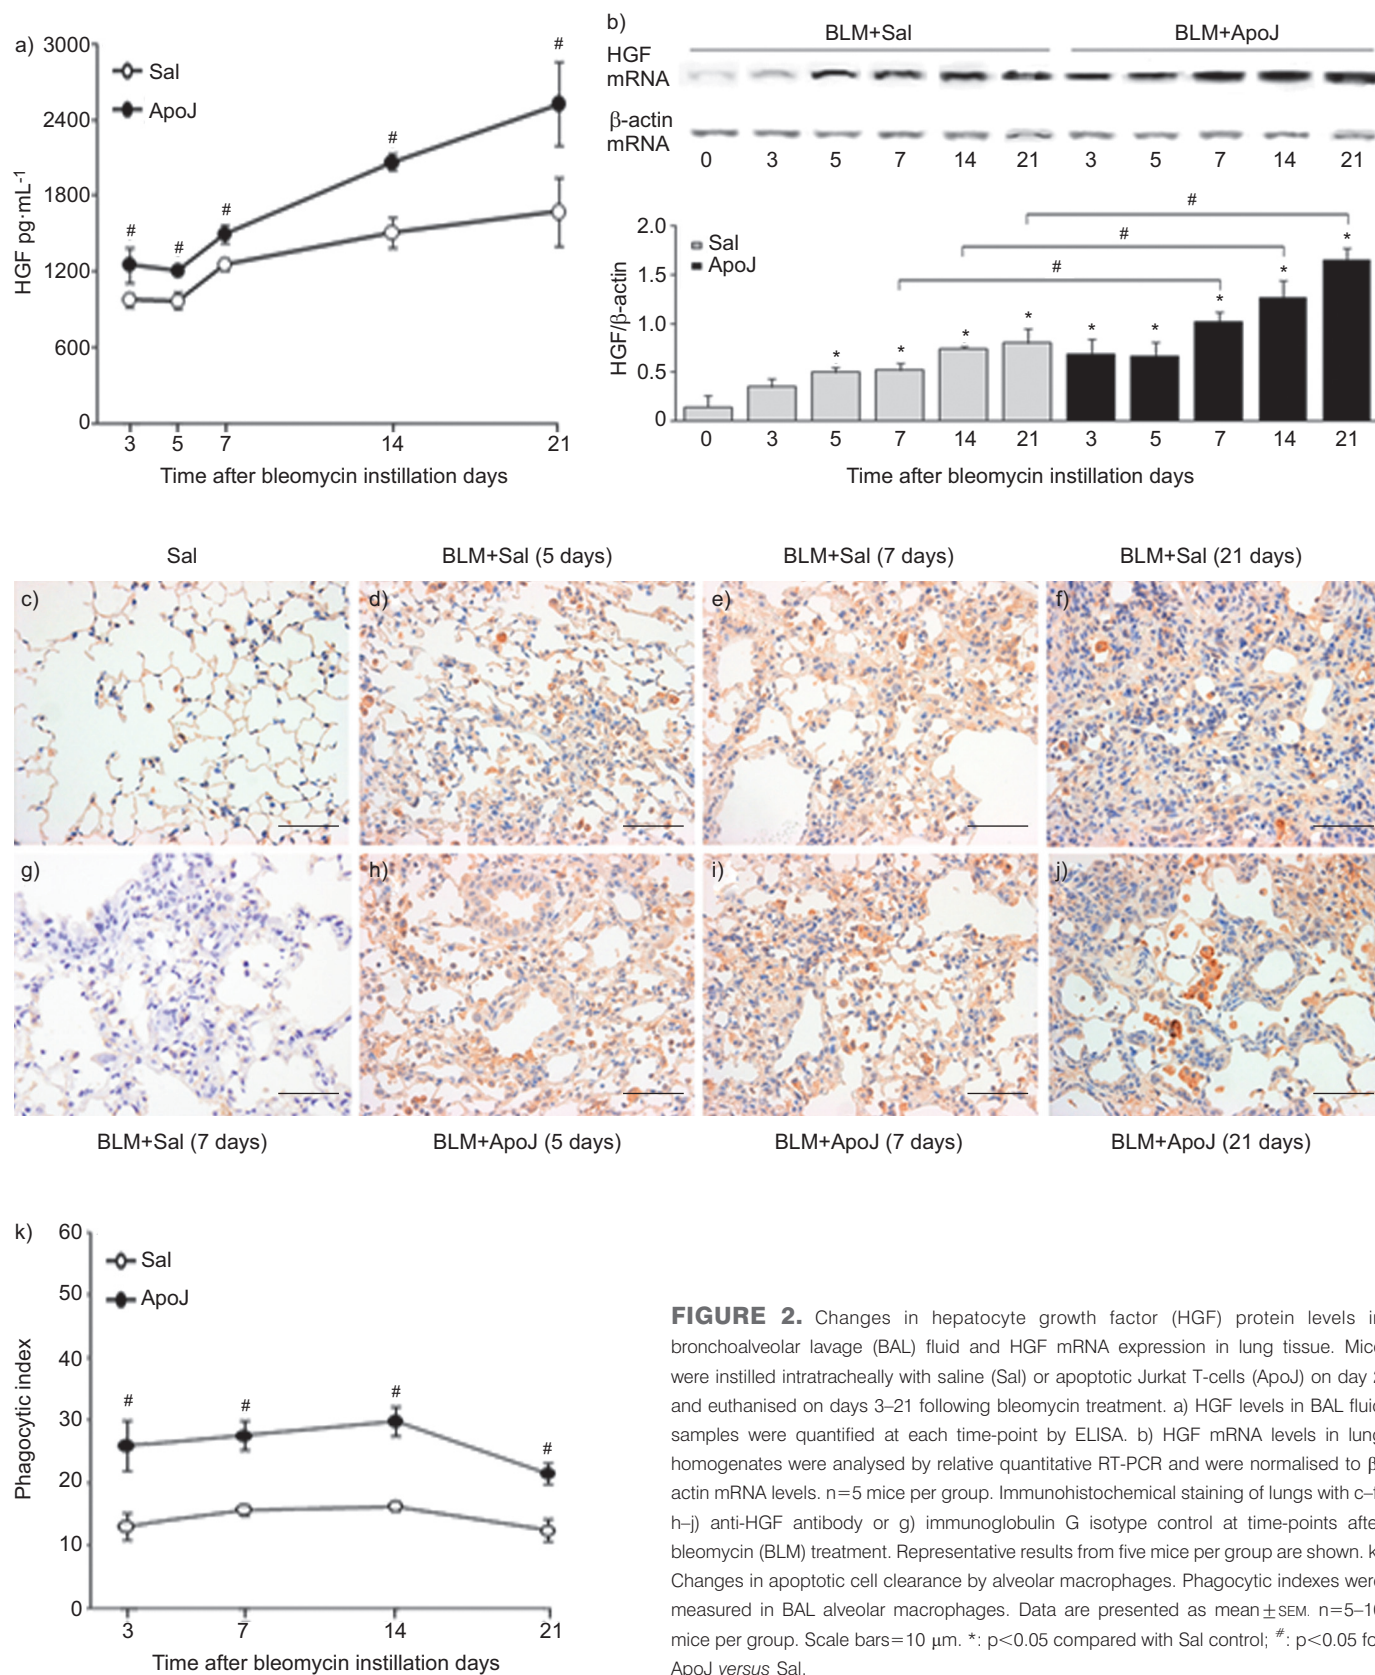 a)
3000
2400
1800
1200
600
0
HGF pg·mL-1
Sal
ApoJ
#
#
#
#
#
3 5 7 14 21
Time after bleomycin instillation days
b)
BLM+Sal BLM+ApoJ
HGF
mRNA
β-actin
mRNA
0 3 5 7 14 21 3 5 7 14 21
2.0
1.5
1.0
0.5
0
HGF/β-actin
Sal
ApoJ
#
#
#
* * * * * * * * *
0 3 5 7 14 21 3 5 7 14 21
Time after bleomycin instillation days
Sal BLM+Sal (5 days) BLM+Sal (7 days) BLM+Sal (21 days)
c) d) e) f)
g) h) i) j)
BLM+Sal (7 days) BLM+ApoJ (5 days) BLM+ApoJ (7 days) BLM+ApoJ (21 days)
k)
60
50
40
30
20
10
0
Phagocytic index
Sal
ApoJ
# # # #
3 7 14 21
Time after bleomycin instillation days
FIGURE 2. Changes in hepatocyte growth factor (HGF) protein levels in
bronchoalveolar lavage (BAL) fluid and HGF mRNA expression in lung tissue. Mice
were instilled intratracheally with saline (Sal) or apoptotic Jurkat T-cells (ApoJ) on day
and euthanised on days 3–21 following bleomycin treatment. a) HGF levels in BAL fluid
samples were quantified at each time-point by ELISA. b) HGF mRNA levels in lung
homogenates were analysed by relative quantitative RT-PCR and were normalised to β
actin mRNA levels. n=5 mice per group. Immunohistochemical staining of lungs with c–f
h–j) anti-HGF antibody or g) immunoglobulin G isotype control at time-points after
bleomycin (BLM) treatment. Representative results from five mice per group are shown. k
Changes in apoptotic cell clearance by alveolar macrophages. Phagocytic indexes were
measured in BAL alveolar macrophages. Data are presented as mean±SEM. n=5–10
mice per group. Scale bars=10 μm. *: p<0.05 compared with Sal control; #: p<0.05 fo
ApoJ versus Sal.